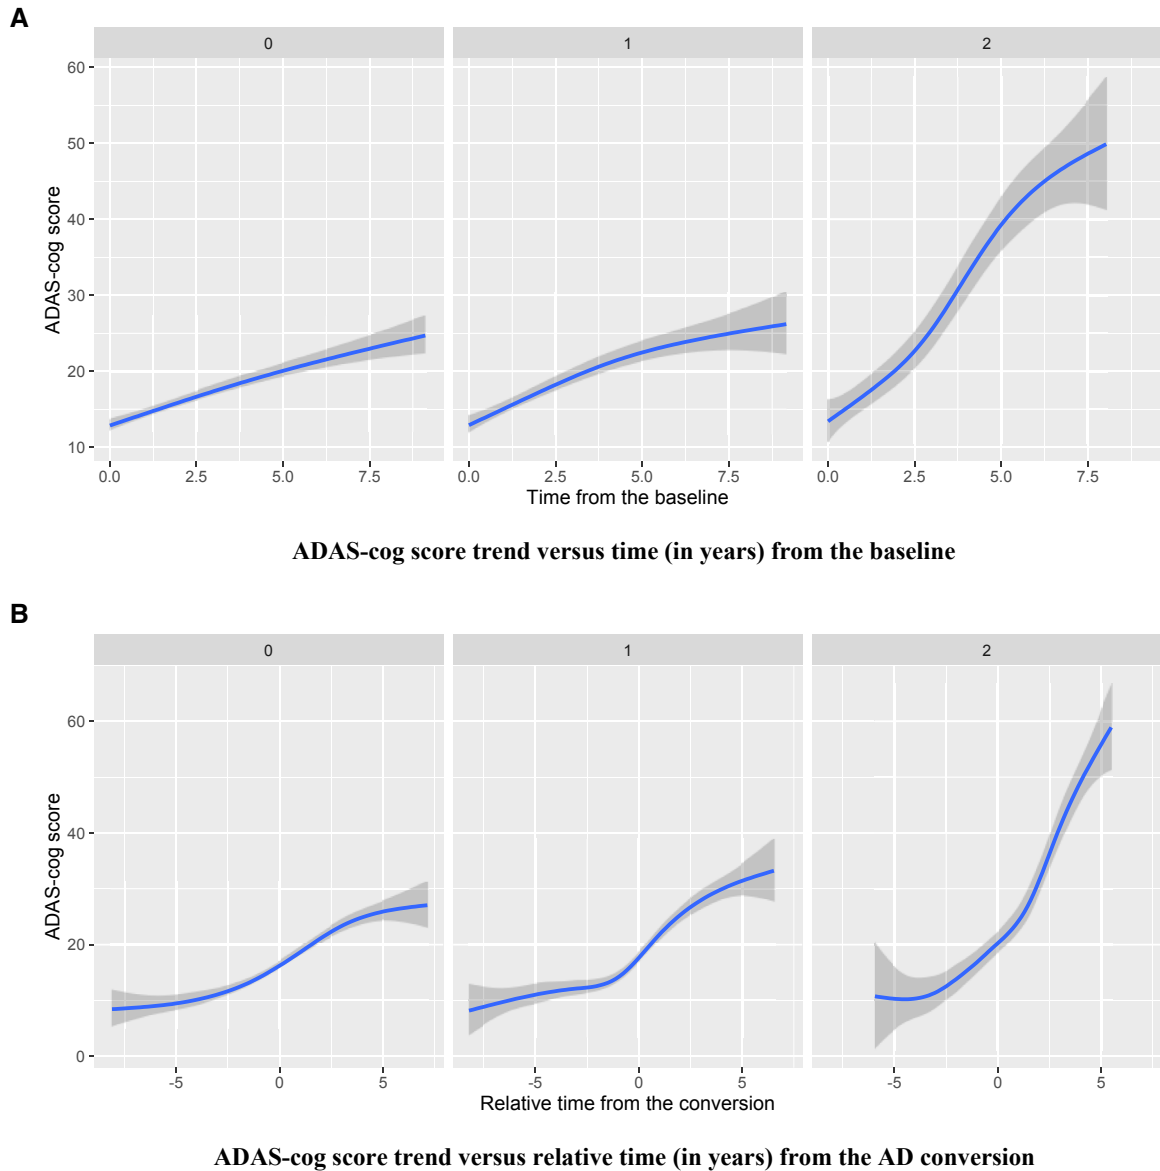 A
0 1 2
60
50
40
30
20
10
ADAS-cog score
0.0 2.5 5.0 7.5 0.0 2.5 5.0 7.5 0.0 2.5 5.0 7.5
Time from the baseline
ADAS-cog score trend versus time (in years) from the baseline
B
0 1 2
60
40
20
0
ADAS-cog score
-5 0 5 -5 0 5 -5 0 5
Relative time from the conversion
ADAS-cog score trend versus relative time (in years) from the AD conversion